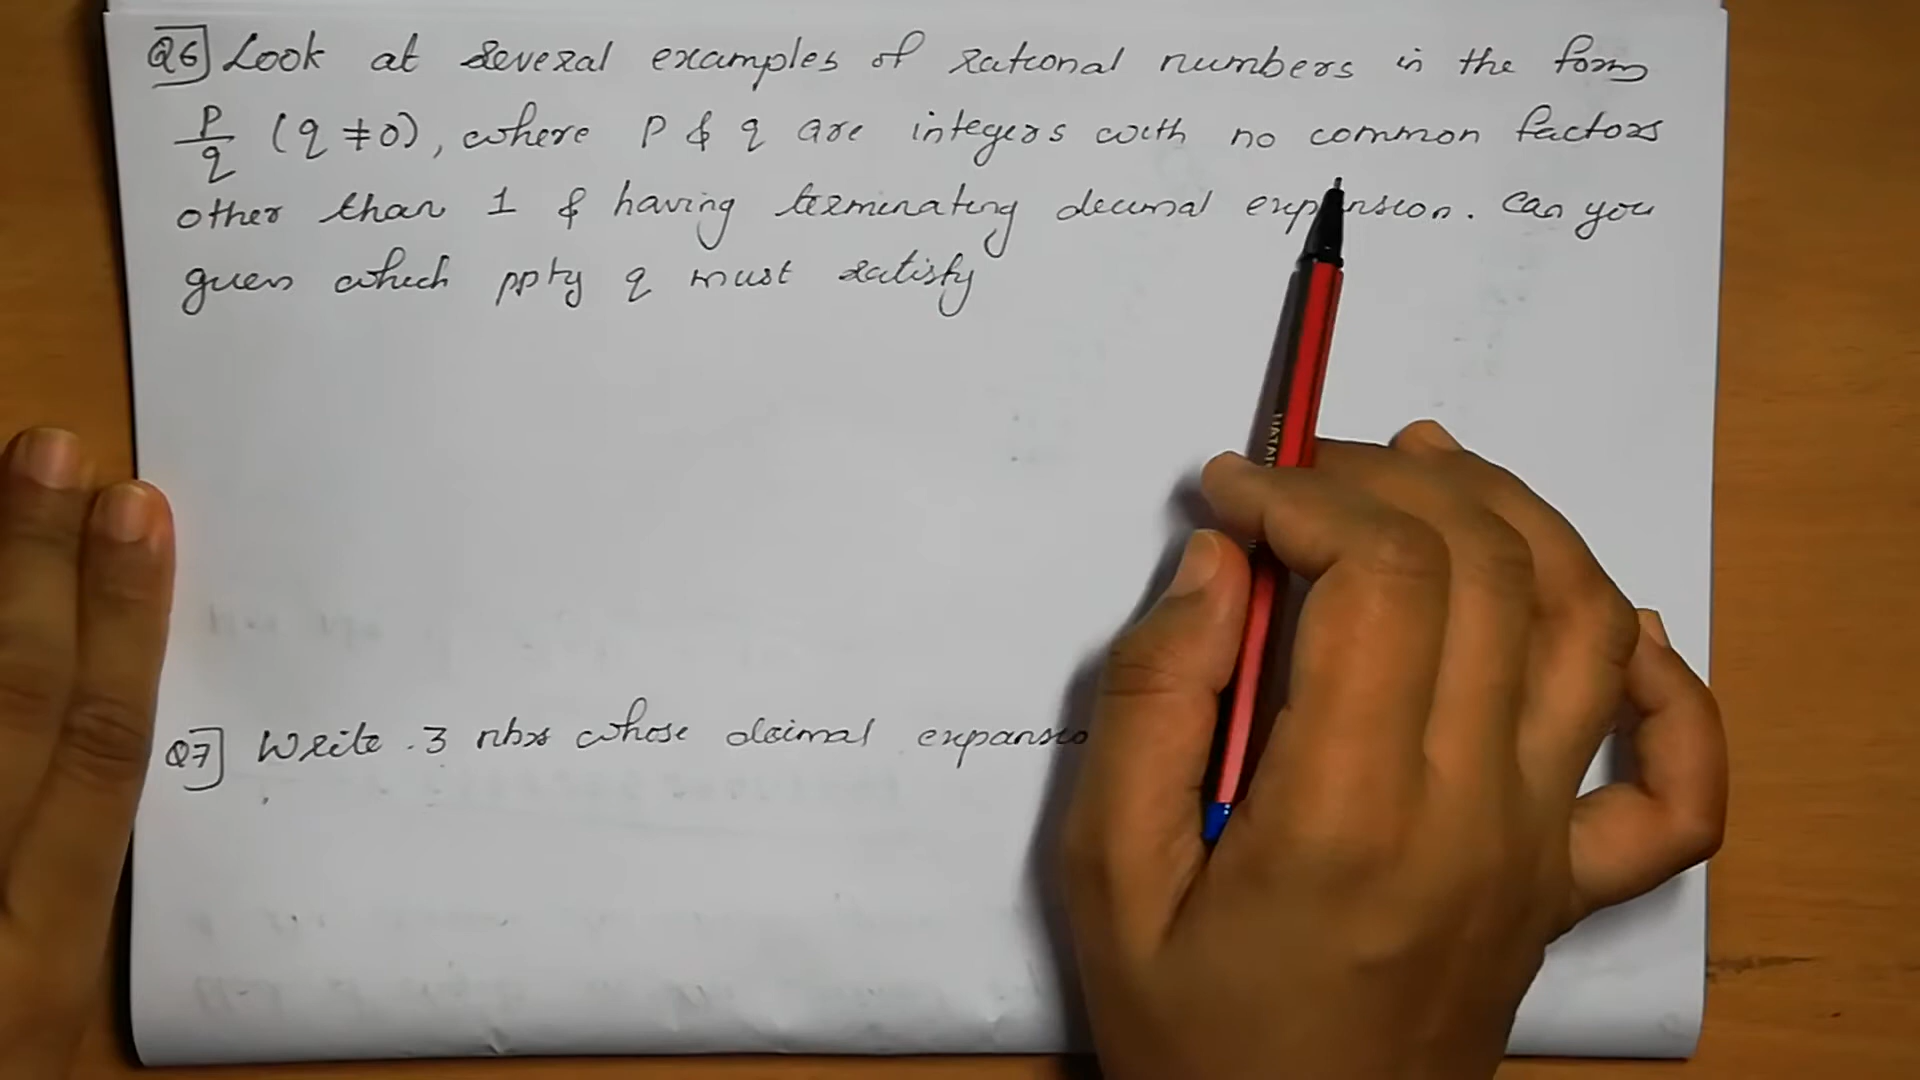 Q6 Look at several examples of rational numbers in the form
p/q (q ≠ 0), where p & q are integers with no common factors
other than 1 & having terminating decimal expansion. Can you
guess which ppty q must satisfy
Q7 Write 3 nbrs whose decimal expansio